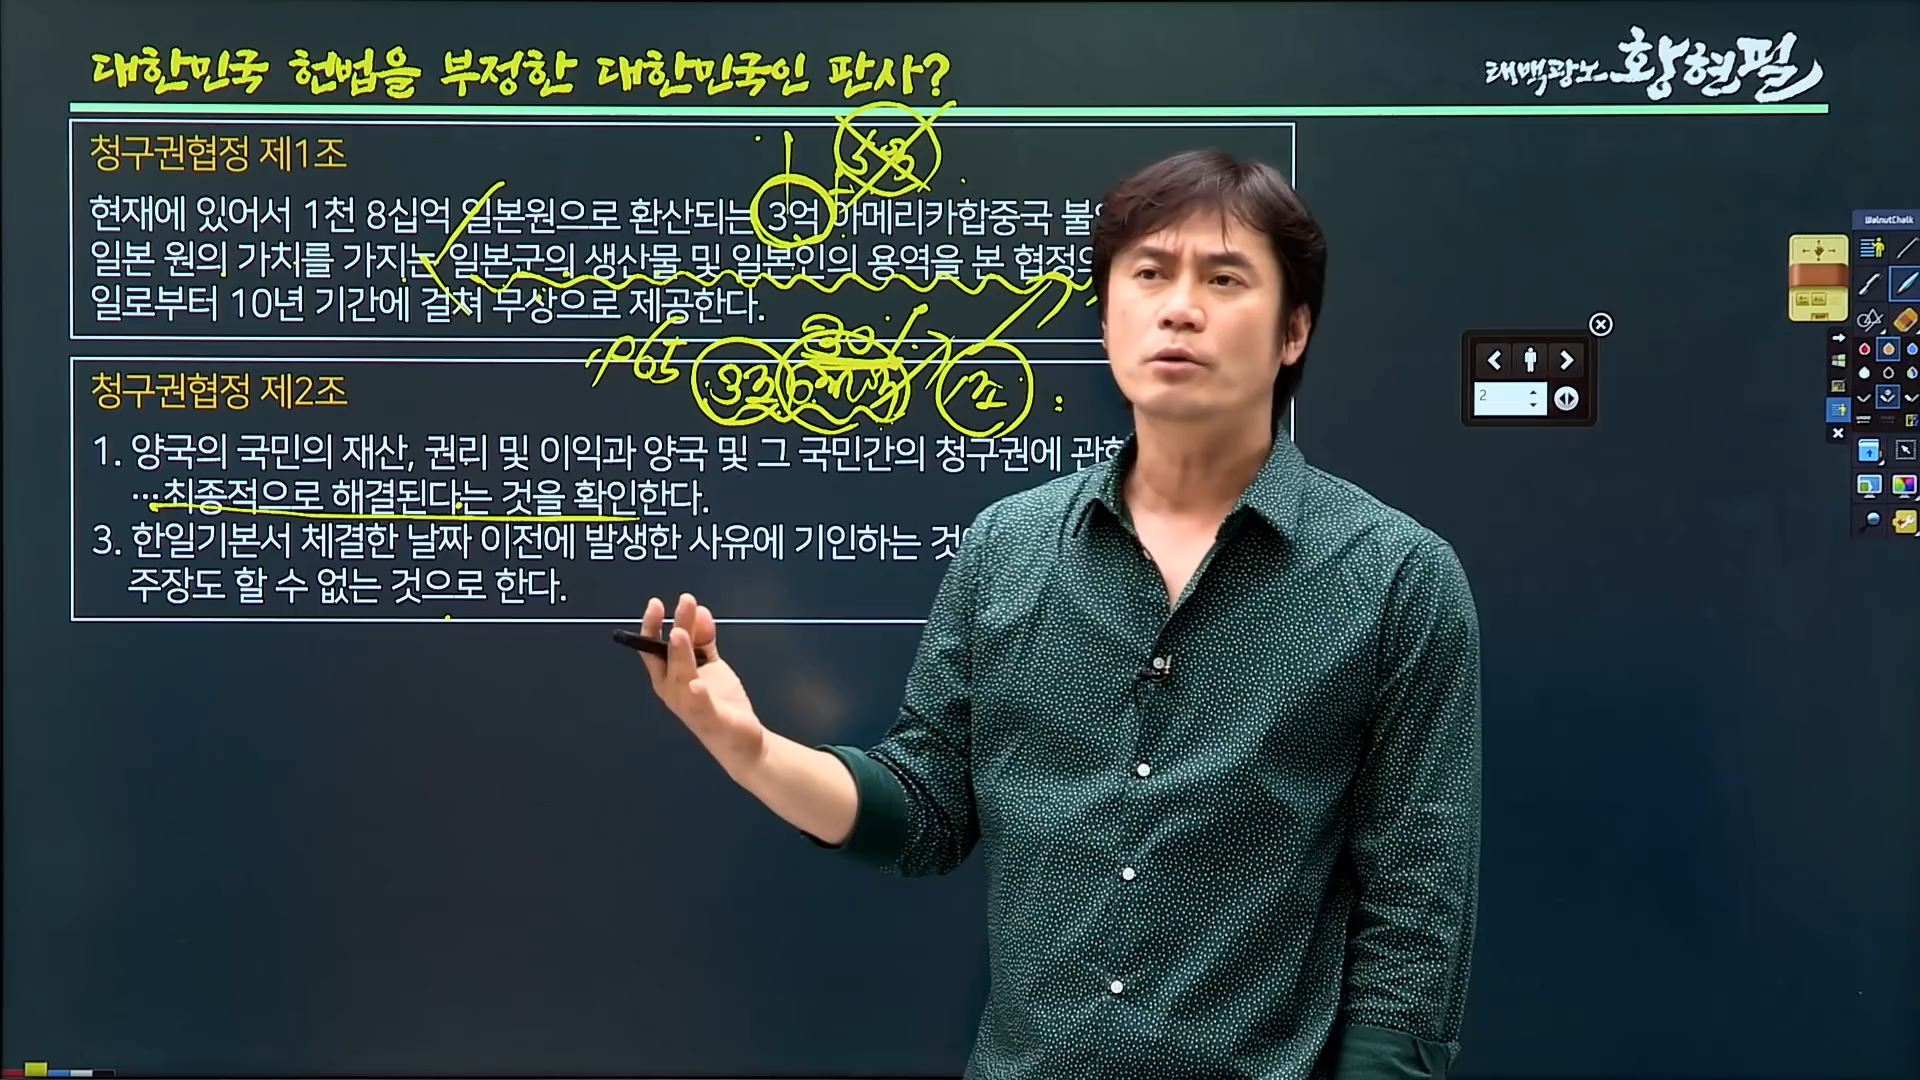 대한민국 헌법을 부정한 대한민국인 판사?
태백광노 황현필
청구권협정 제1조
현재에 있어서 1천 8십억 일본원으로 환산되는 3억 아메리카합중국 불
일본 원의 가치를 가지는 일본국의 생산물 및 일본인의 용역을 본 협정의
일로부터 10년 기간에 걸쳐 무상으로 제공한다.
1965
1조
청구권협정 제2조
1. 양국의 국민의 재산, 권리 및 이익과 양국 및 그 국민간의 청구권에 관
…최종적으로 해결된다는 것을 확인한다.
3. 한일기본서 체결한 날짜 이전에 발생한 사유에 기인하는 것
주장도 할 수 없는 것으로 한다.
WalnutChalk
2